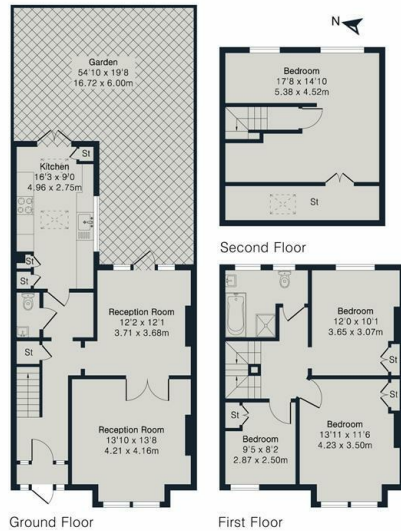 N
Garden
54'10 x 19'8
16.72 x 6.00m
Bedroom
17'8 x 14'10
5.38 x 4.52m
St
Second Floor
St
Kitchen
16'3 x 9'0
4.96 x 2.75m
St
St
St
Reception Room
12'2 x 12'1
3.71 x 3.68m
Reception Room
13'10 x 13'8
4.21 x 4.16m
Ground Floor
Bedroom
12'0 x 10'1
3.65 x 3.07m
St
St
St
Bedroom
13'11 x 11'6
4.23 x 3.50m
Bedroom
9'5 x 8'2
2.87 x 2.50m
First Floor